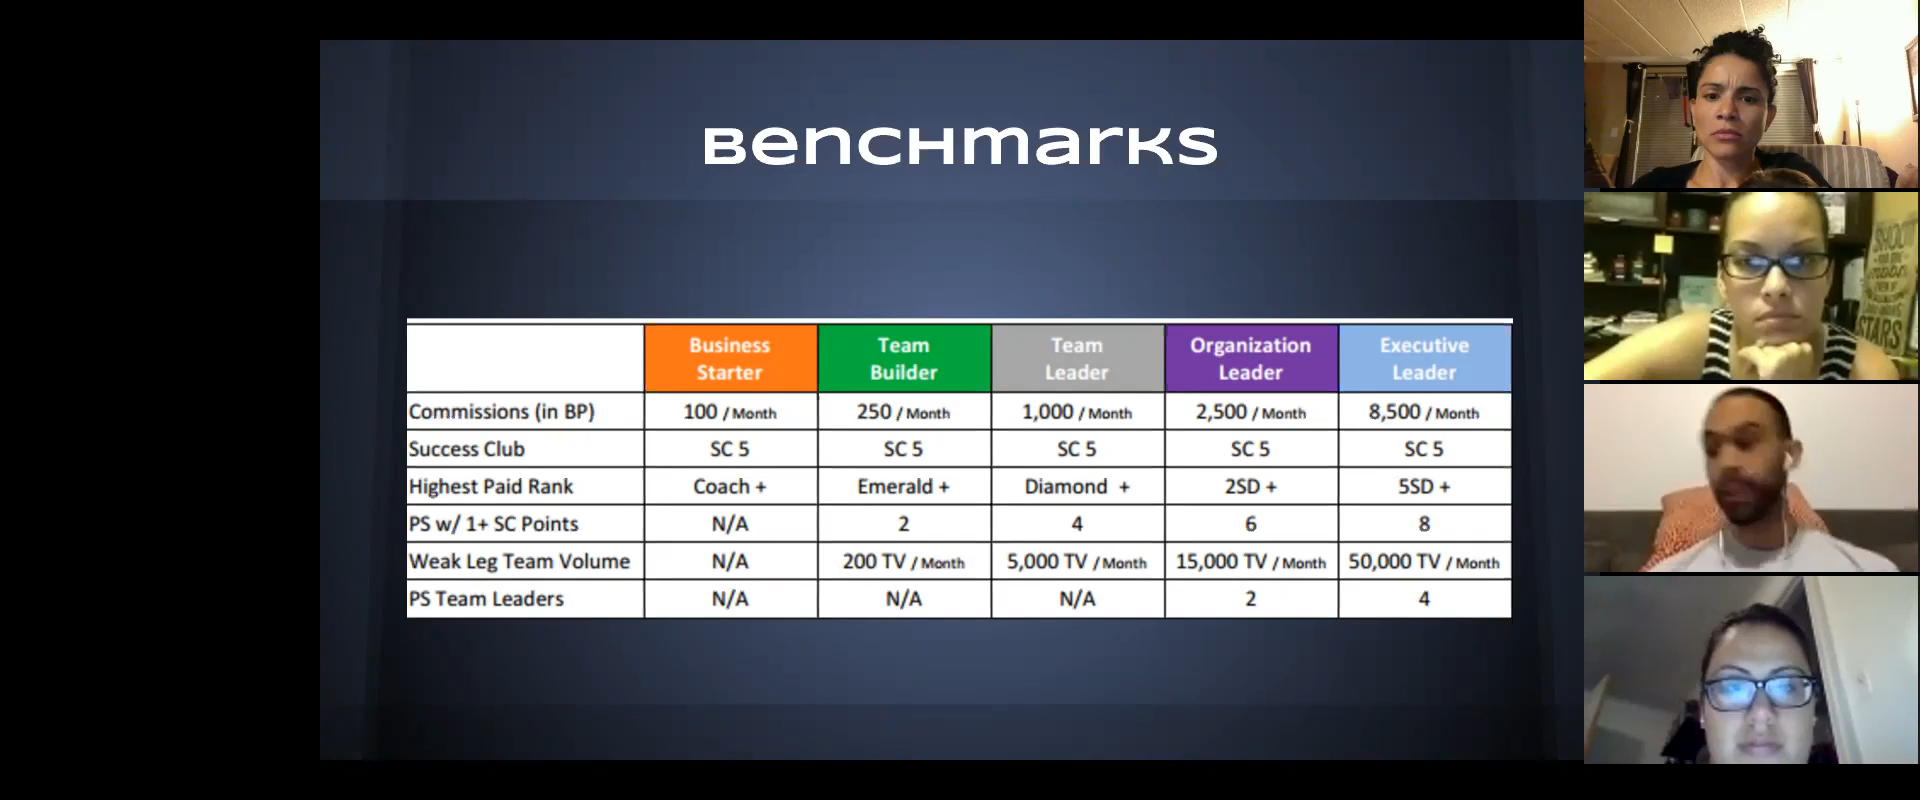 Benchmarks
Business Starter Team Builder Team Leader Organization Leader Executive Leader
Commissions (in BP) 100 / Month 250 / Month 1,000 / Month 2,500 / Month 8,500 / Month
Success Club SC 5 SC 5 SC 5 SC 5 SC 5
Highest Paid Rank Coach + Emerald + Diamond + 2SD + 5SD +
PS w/ 1+ SC Points N/A 2 4 6 8
Weak Leg Team Volume N/A 200 TV / Month 5,000 TV / Month 15,000 TV / Month 50,000 TV / Month
PS Team Leaders N/A N/A N/A 2 4
SHOOT
STARS